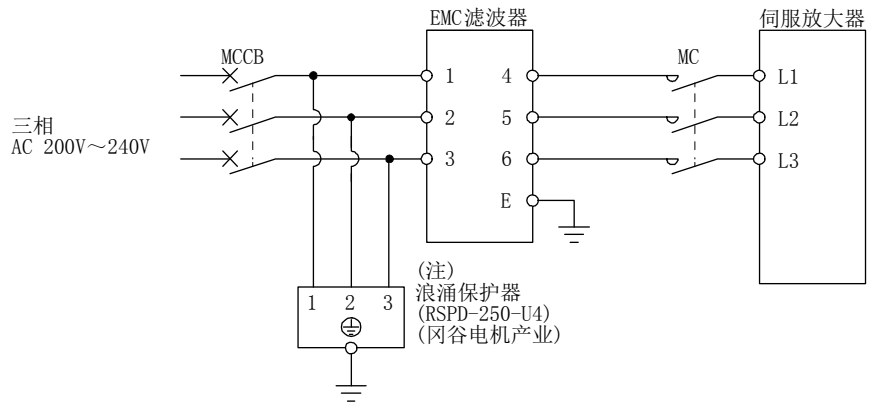 EMC滤波器
伺服放大器
MCCB
MC
1
4
L1
2
5
L2
三相
AC 200V～240V
3
6
L3
E
(注)
浪涌保护器
(RSPD-250-U4)
(冈谷电机产业)
1 2 3